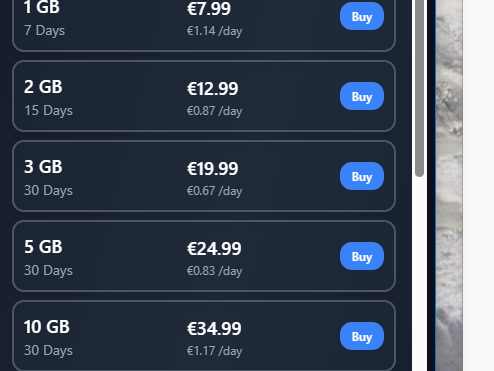 1 GB
€7.99
Buy
7 Days
€1.14 /day
2 GB
€12.99
Buy
15 Days
€0.87 /day
3 GB
€19.99
Buy
30 Days
€0.67 /day
5 GB
€24.99
Buy
30 Days
€0.83 /day
10 GB
€34.99
Buy
30 Days
€1.17 /day